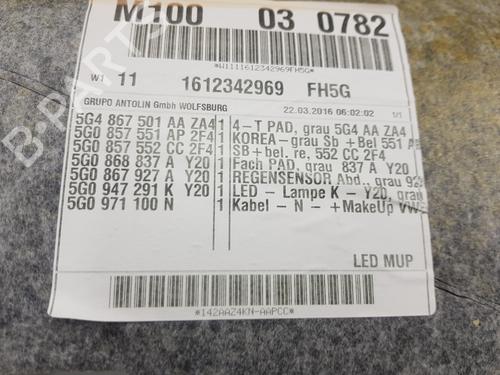 M100 03 0782
*W1111612342969FH5G*
W1 11 1612342969 FH5G
GRUPO ANTOLIN GmbH WOLFSBURG 22.03.2016 06:02:02 1/1
5G4 867 501 AA ZA4 1 4-T PAD, grau 5G4 AA ZA4
5G0 857 551 AP 2F4 1 KOREA-grau Sb +Bel 551 AP
5G0 857 552 CC 2F4 1 SB+bel. re, 552 CC 2F4
5G0 868 837 A Y20 1 Fach PAD, grau 837 A Y20
5G0 867 927 A Y20 1 REGENSENSOR Abd., grau
5G0 947 291 K Y20 1 LED - Lampe K - Y20, grau
5G0 971 100 N 1 Kabel - N - +MakeUp
LED MUP
*142AAZ4KN-AAPCC*